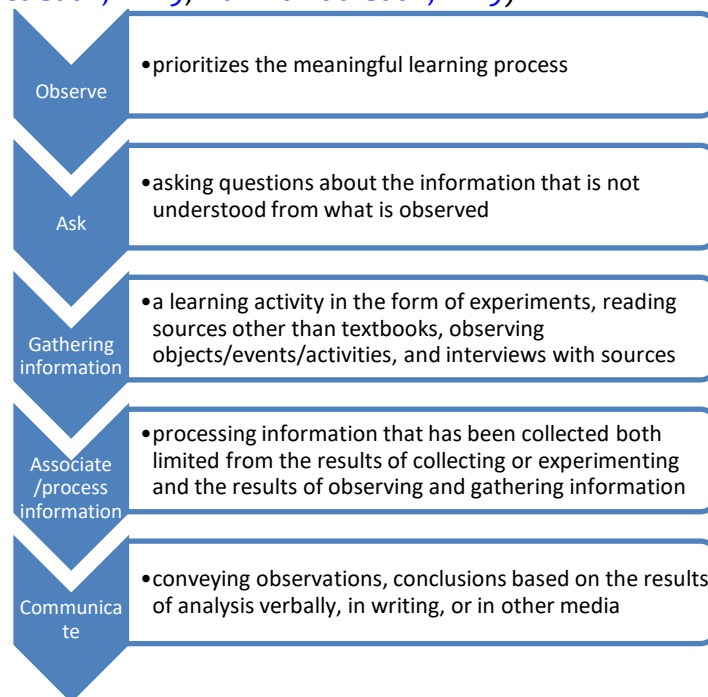 Observe
•prioritizes the meaningful learning process
Ask
•asking questions about the information that is not
understood from what is observed
Gathering
information
•a learning activity in the form of experiments, reading
sources other than textbooks, observing
objects/events/activities, and interviews with sources
Associate
/process
information
•processing information that has been collected both
limited from the results of collecting or experimenting
and the results of observing and gathering information
Communica
te
•conveying observations, conclusions based on the results
of analysis verbally, in writing, or in other media